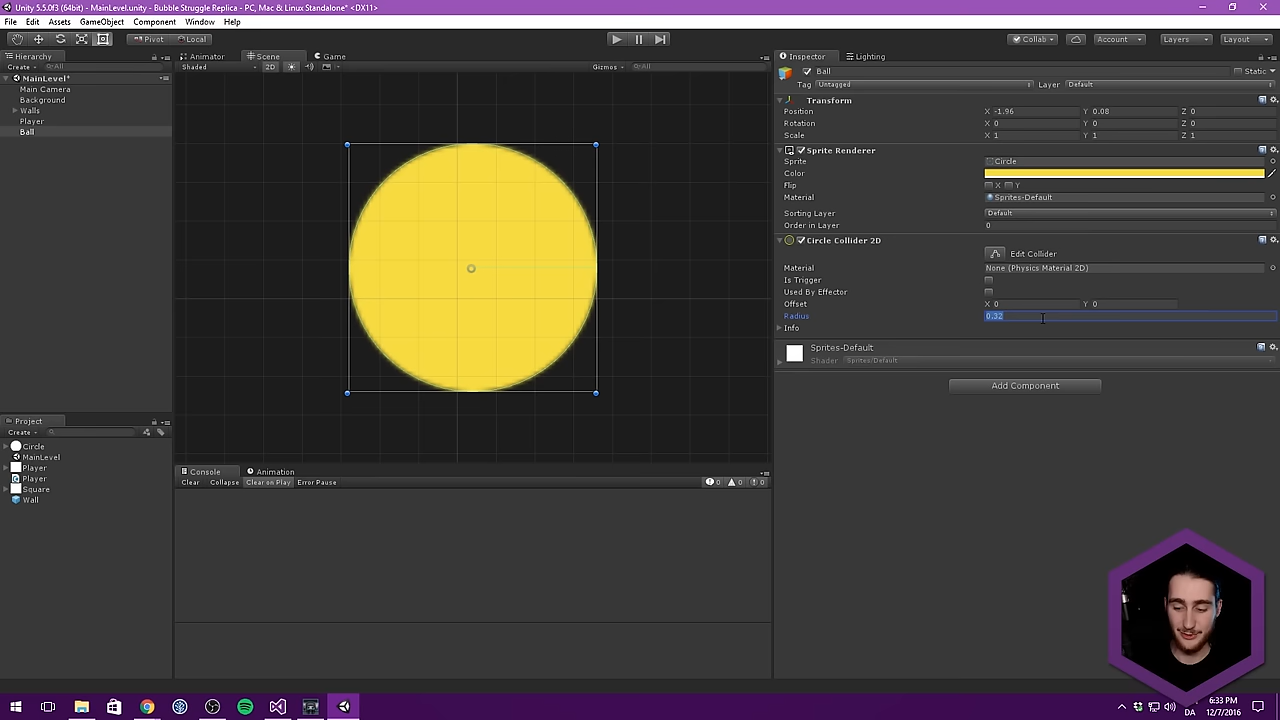 Unity 5.5.0f3 (64bit) - MainLevel.unity - Bubble Struggle Replica - PC, Mac & Linux Standalone* <DX11>
File Edit Assets GameObject Component Window Help
Pivot Local Collab Account Layers Layout
Hierarchy Animator Scene Game Inspector Lighting
Create All Shaded 2D Gizmos All Ball Static
MainLevel*
Tag Untagged Layer Default
Main Camera
Background
Walls
Player
Ball
Transform
Position X -1.96 Y 0.08 Z 0
Rotation X 0 Y 0 Z 0
Scale X 1 Y 1 Z 1
Sprite Renderer
Sprite Circle
Color
Flip X Y
Material Sprites-Default
Sorting Layer Default
Order in Layer 0
Circle Collider 2D
Edit Collider
Material None (Physics Material 2D)
Is Trigger
Used By Effector
Offset X 0 Y 0
Radius 0.32
Info
Sprites-Default
Shader Sprites/Default
Add Component
Project
Create
Circle
MainLevel
Player
Player
Square
Wall
Console Animation
Clear Collapse Clear on Play Error Pause 0 0 0
6:33 PM
DA 12/7/2016